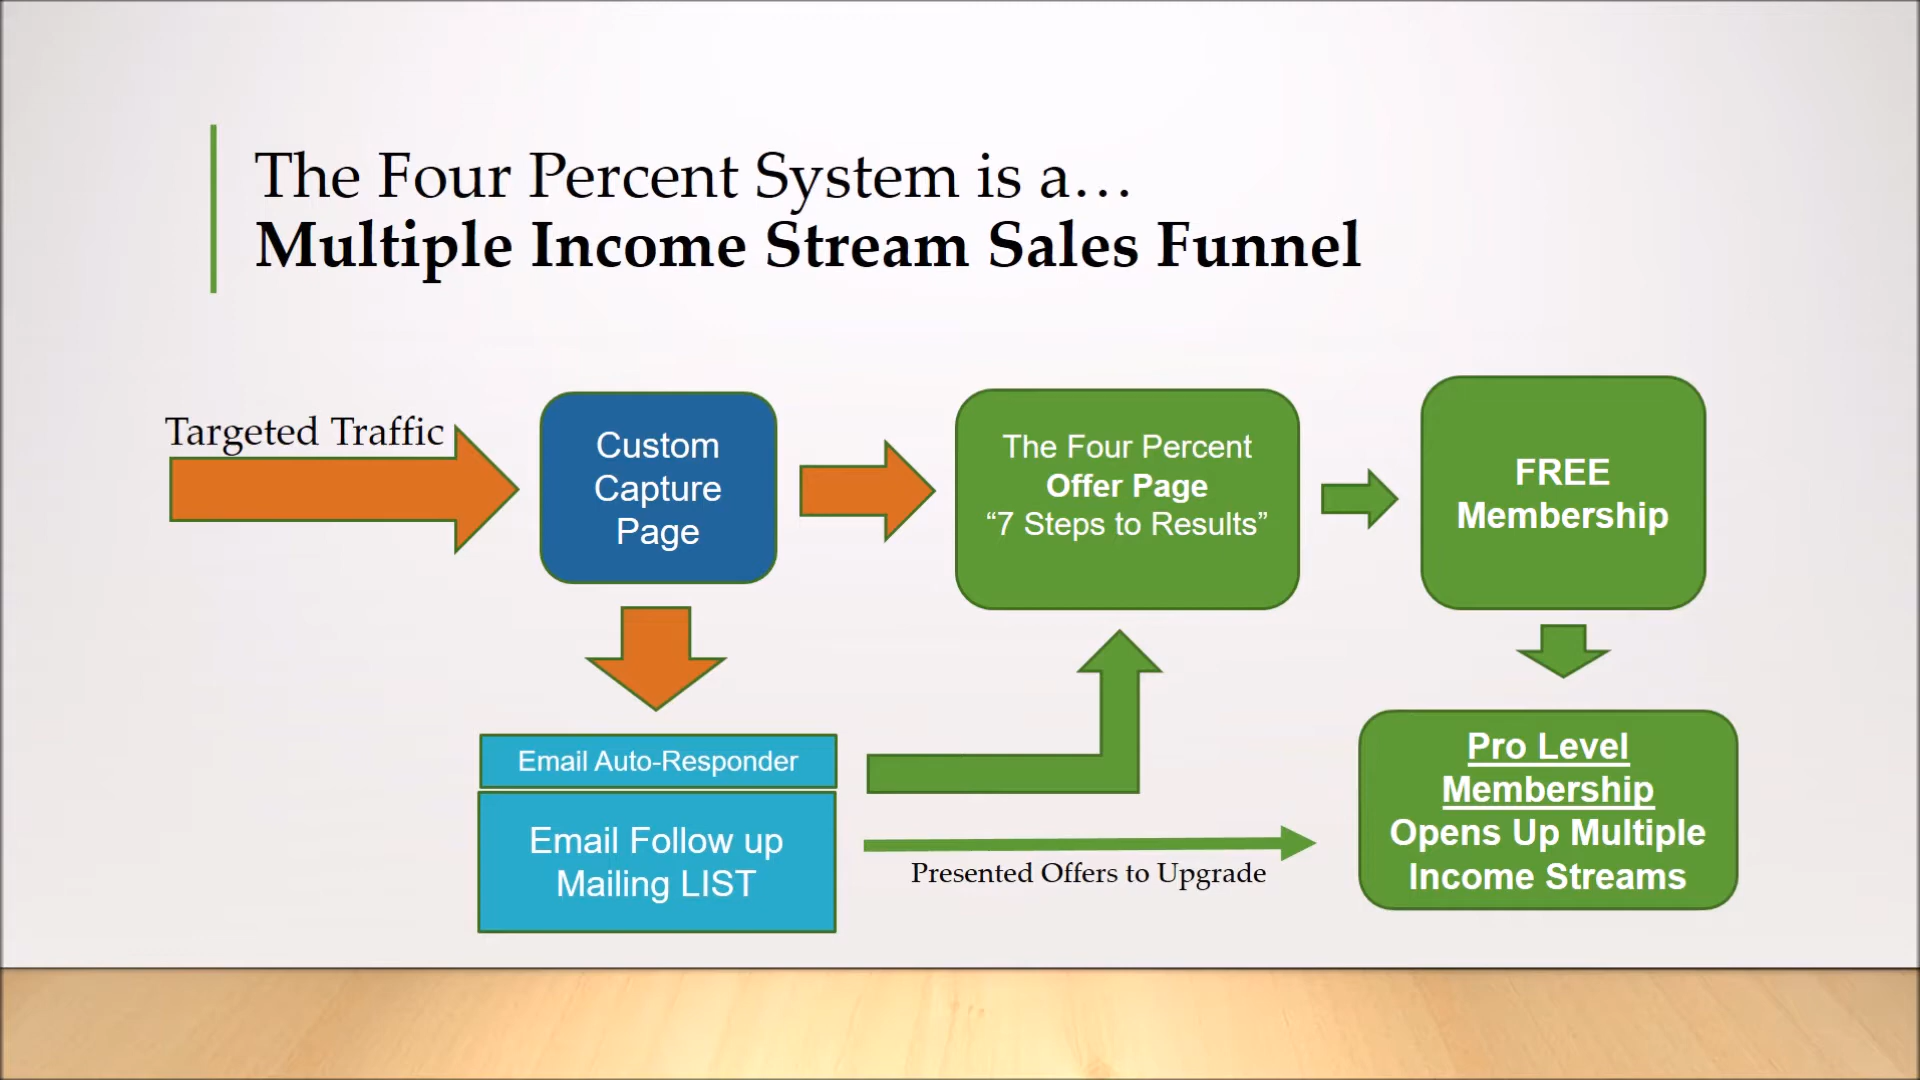 The Four Percent System is a…
Multiple Income Stream Sales Funnel
Targeted Traffic
Custom
Capture
Page
The Four Percent
Offer Page
“7 Steps to Results”
FREE
Membership
Email Auto-Responder
Email Follow up
Mailing LIST
Presented Offers to Upgrade
Pro Level
Membership
Opens Up Multiple
Income Streams